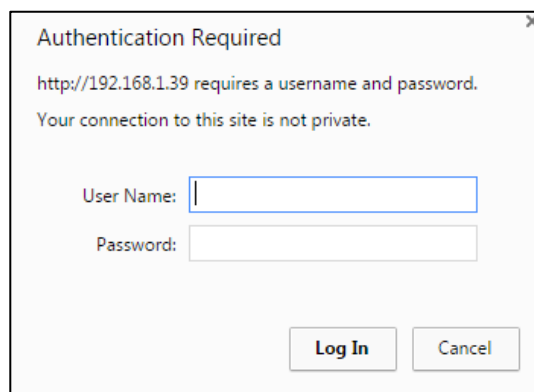 Authentication Required
http://192.168.1.39 requires a username and password.
Your connection to this site is not private.
User Name:
Password:
Log In
Cancel